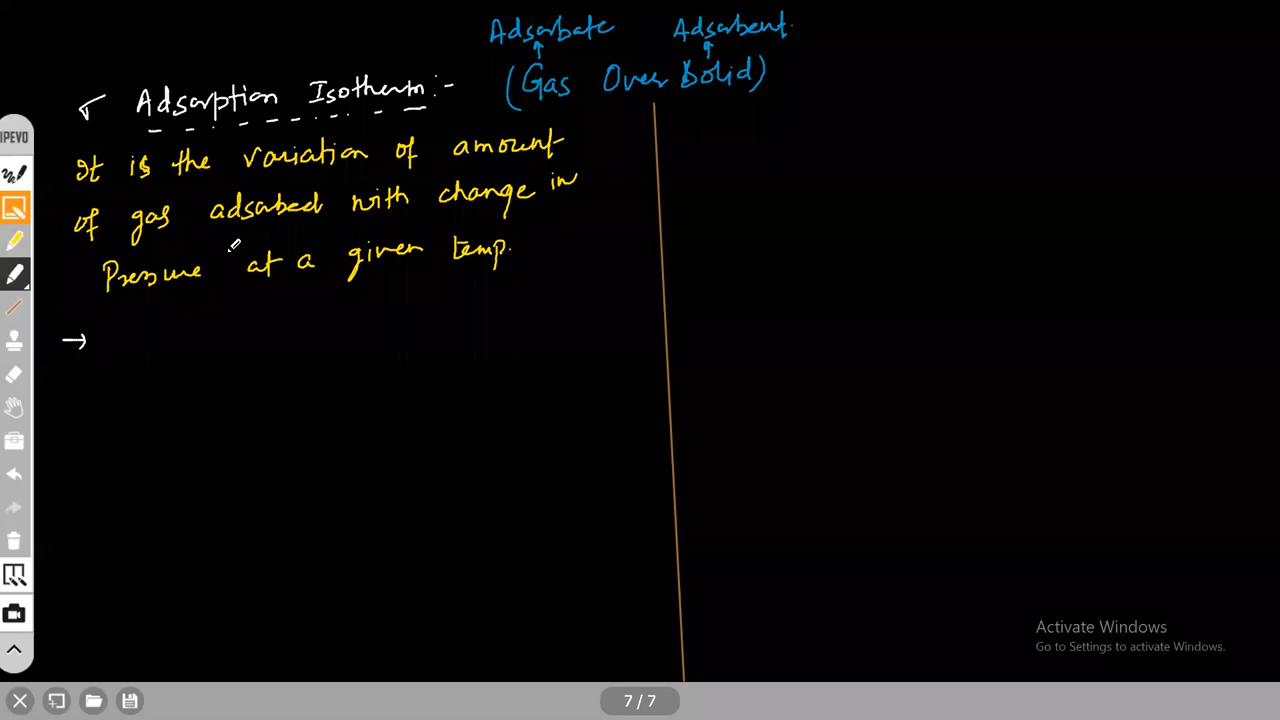 Adsorbate Adsorbent.
(Gas Over Solid)
Adsorption Isotherm :-
It is the variation of amount
of gas adsabed with change in
Pressure at a given temp.
→
IPEVO
Activate Windows
Go to Settings to activate Windows.
7 / 7